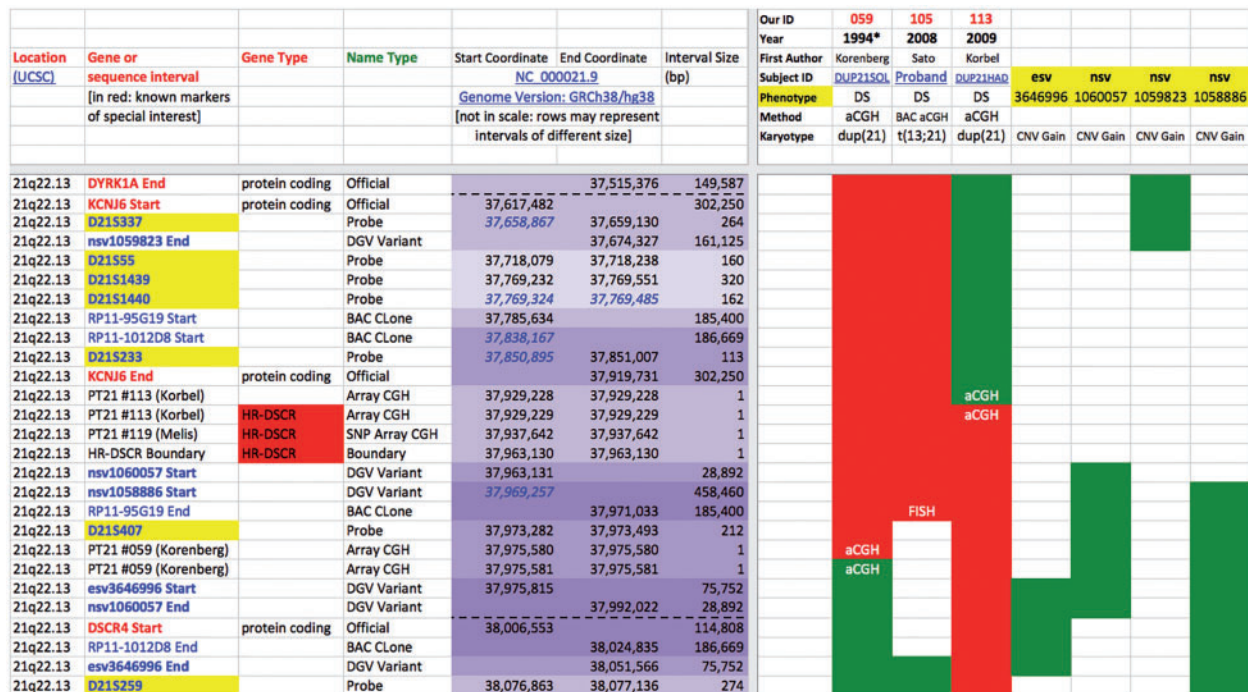 Our ID 059 105 113
Year 1994* 2008 2009
Location Gene or Gene Type Name Type Start Coordinate End Coordinate Interval Size First Author Korenberg Sato Korbel
(UCSC) sequence interval NC_000021.9 (bp) Subject ID DUP21SOL Proband DUP21HAD esv nsv nsv nsv
[in red: known markers Genome Version: GRCh38/hg38 Phenotype DS DS DS 3646996 1060057 1059823 1058886
of special interest] [not in scale: rows may represent Method aCGH BAC aCGH aCGH
intervals of different size] Karyotype dup(21) t(13;21) dup(21) CNV Gain CNV Gain CNV Gain CNV Gain
21q22.13 DYRK1A End protein coding Official 37,515,376 149,587
21q22.13 KCNJ6 Start protein coding Official 37,617,482 302,250
21q22.13 D21S337 Probe 37,658,867 37,659,130 264
21q22.13 nsv1059823 End DGV Variant 37,674,327 161,125
21q22.13 D21S55 Probe 37,718,079 37,718,238 160
21q22.13 D21S1439 Probe 37,769,232 37,769,551 320
21q22.13 D21S1440 Probe 37,769,324 37,769,485 162
21q22.13 RP11-95G19 Start BAC CLone 37,785,634 185,400
21q22.13 RP11-1012D8 Start BAC CLone 37,838,167 186,669
21q22.13 D21S233 Probe 37,850,895 37,851,007 113
21q22.13 KCNJ6 End protein coding Official 37,919,731 302,250
21q22.13 PT21 #113 (Korbel) Array CGH 37,929,228 37,929,228 1 aCGH
21q22.13 PT21 #113 (Korbel) HR-DSCR Array CGH 37,929,229 37,929,229 1 aCGH
21q22.13 PT21 #119 (Melis) HR-DSCR SNP Array CGH 37,937,642 37,937,642 1
21q22.13 HR-DSCR Boundary HR-DSCR Boundary 37,963,130 37,963,130 1
21q22.13 nsv1060057 Start DGV Variant 37,963,131 28,892
21q22.13 nsv1058886 Start DGV Variant 37,969,257 458,460
21q22.13 RP11-95G19 End BAC CLone 37,971,033 185,400 FISH
21q22.13 D21S407 Probe 37,973,282 37,973,493 212
21q22.13 PT21 #059 (Korenberg) Array CGH 37,975,580 37,975,580 1 aCGH
21q22.13 PT21 #059 (Korenberg) Array CGH 37,975,581 37,975,581 1 aCGH
21q22.13 esv3646996 Start DGV Variant 37,975,815 75,752
21q22.13 nsv1060057 End DGV Variant 37,992,022 28,892
21q22.13 DSCR4 Start protein coding Official 38,006,553 114,808
21q22.13 RP11-1012D8 End BAC CLone 38,024,835 186,669
21q22.13 esv3646996 End DGV Variant 38,051,566 75,752
21q22.13 D21S259 Probe 38,076,863 38,077,136 274